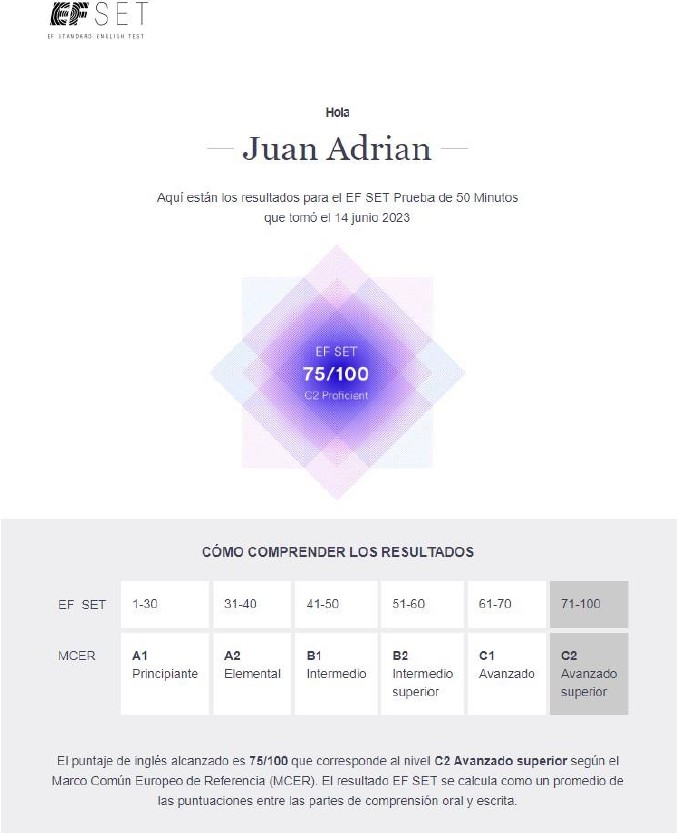 EF SET
EF STANDARD ENGLISH TEST
Hola
Juan Adrian
Aquí están los resultados para el EF SET Prueba de 50 Minutos
que tomó el 14 junio 2023
EF SET
75/100
C2 Proficient
CÓMO COMPRENDER LOS RESULTADOS
EF SET 1-30 31-40 41-50 51-60 61-70 71-100
MCER A1 A2 B1 B2 C1 C2
Principiante Elemental Intermedio Intermedio Avanzado Avanzado
superior superior
El puntaje de inglés alcanzado es 75/100 que corresponde al nivel C2 Avanzado superior según el
Marco Común Europeo de Referencia (MCER). El resultado EF SET se calcula como un promedio de
las puntuaciones entre las partes de comprensión oral y escrita.